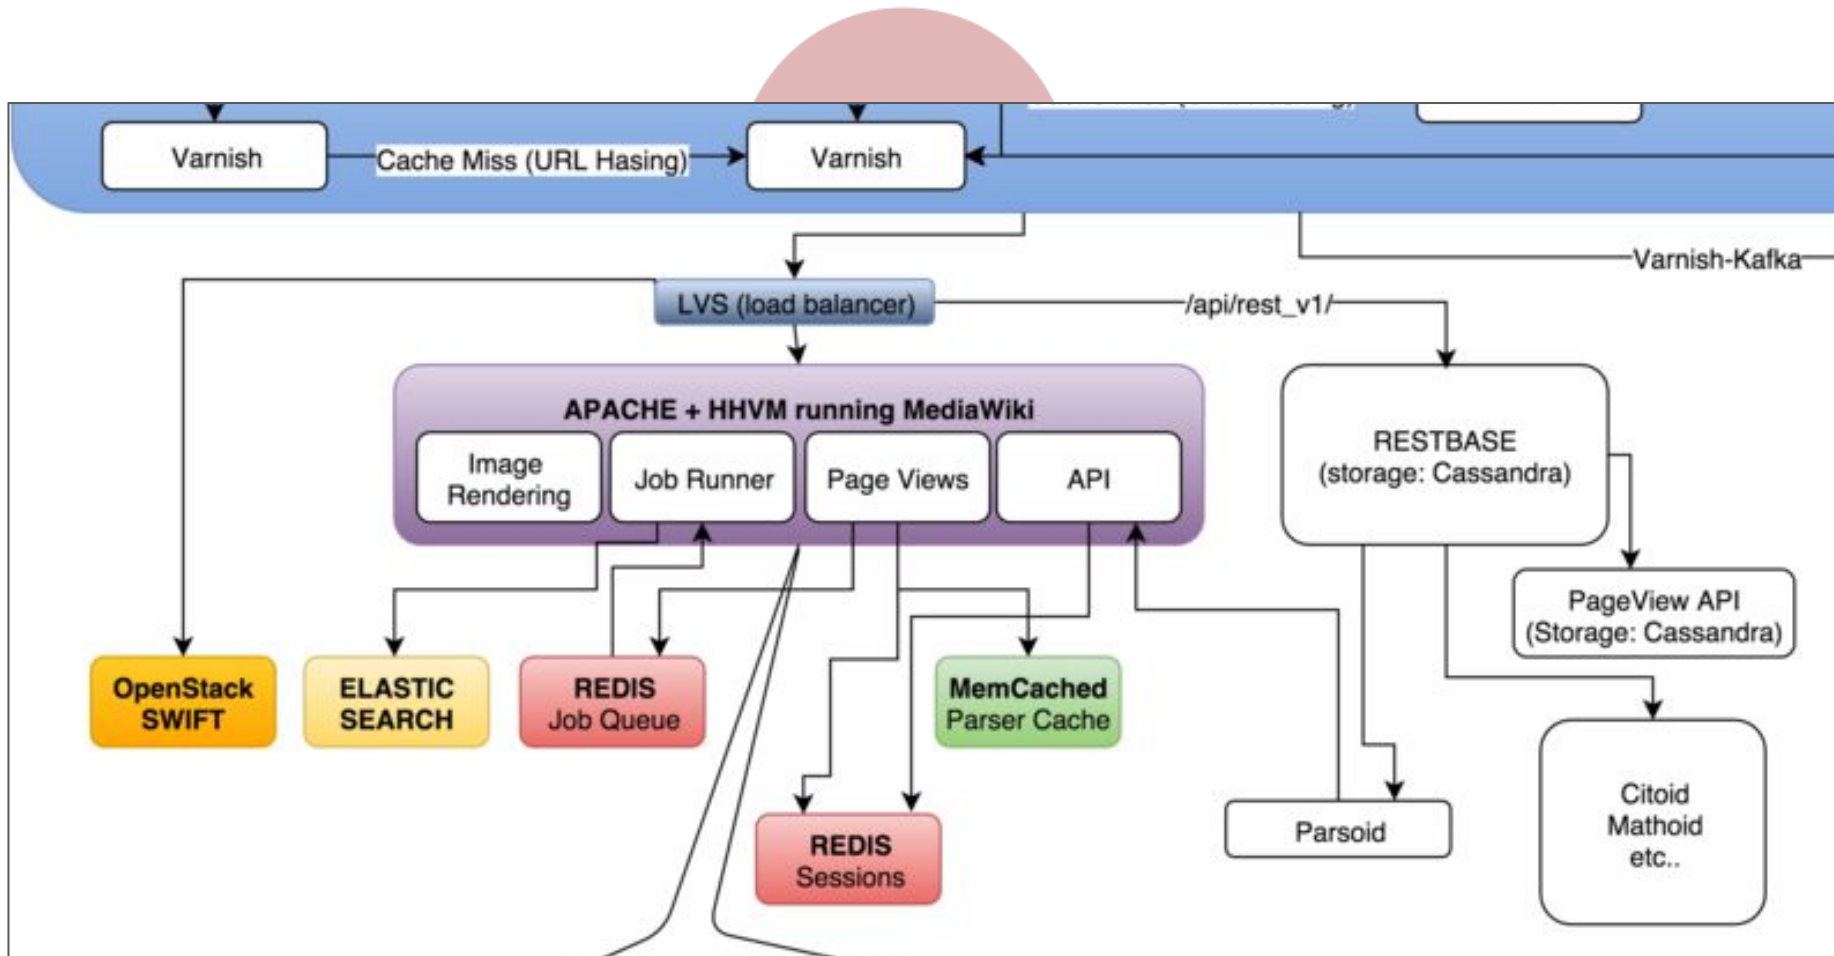 Varnish
Cache Miss (URL Hasing)
Varnish
Varnish-Kafka
LVS (load balancer)
/api/rest_v1/
APACHE + HHVM running MediaWiki
Image
Rendering
Job Runner
Page Views
API
RESTBASE
(storage: Cassandra)
PageView API
(Storage: Cassandra)
OpenStack
SWIFT
ELASTIC
SEARCH
REDIS
Job Queue
MemCached
Parser Cache
REDIS
Sessions
Parsoid
Citoid
Mathoid
etc..